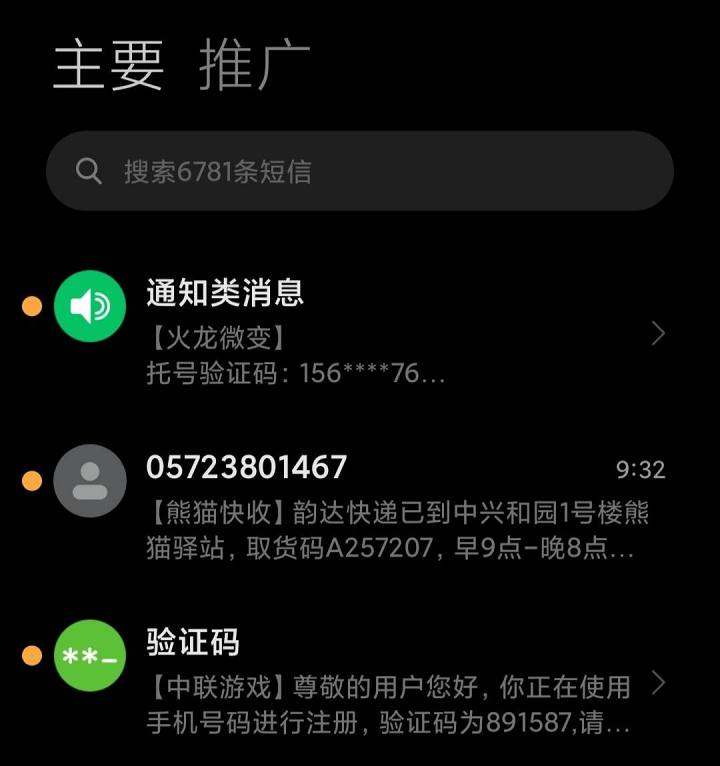 主要 推广
搜索6781条短信
通知类消息
【火龙微变】
托号验证码：156****76...
05723801467 9:32
【熊猫快收】韵达快递已到中兴和园1号楼熊
猫驿站，取货码A257207，早9点-晚8点...
验证码
**_
【中联游戏】尊敬的用户您好，你正在使用
手机号码进行注册，验证码为891587,请...